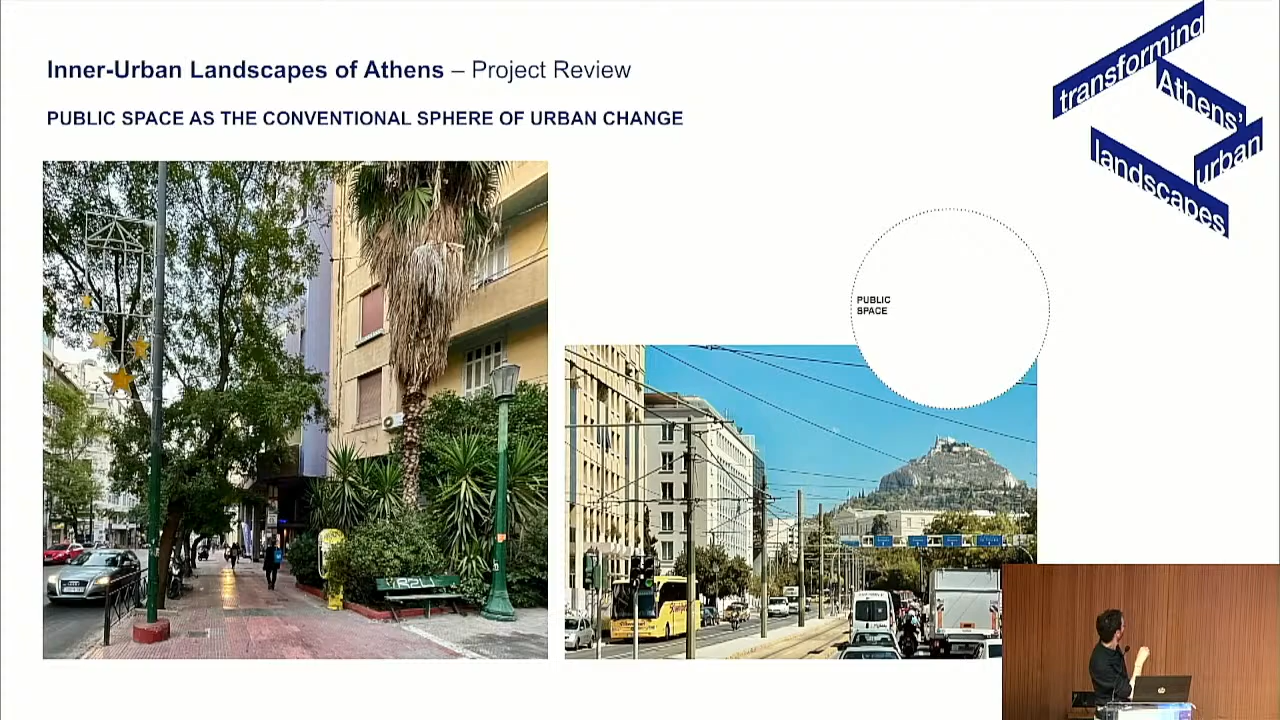 Inner-Urban Landscapes of Athens – Project Review
PUBLIC SPACE AS THE CONVENTIONAL SPHERE OF URBAN CHANGE
transforming
Athens'
urban
landscapes
PUBLIC
SPACE